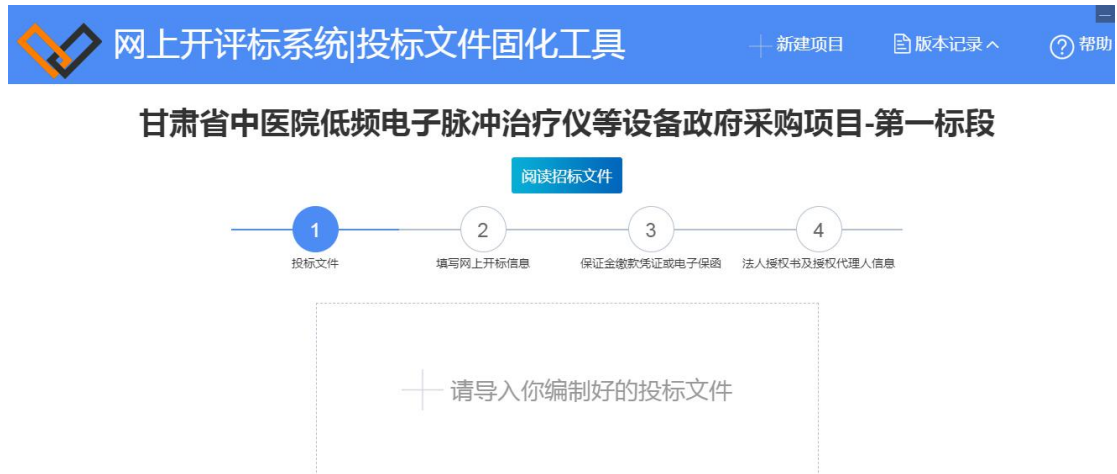 网上开评标系统|投标文件固化工具
新建项目
版本记录
帮助
甘肃省中医院低频电子脉冲治疗仪等设备政府采购项目-第一标段
阅读招标文件
1
2
3
4
投标文件
填写网上开标信息
保证金缴款凭证或电子保函
法人授权书及授权代理人信息
请导入你编制好的投标文件